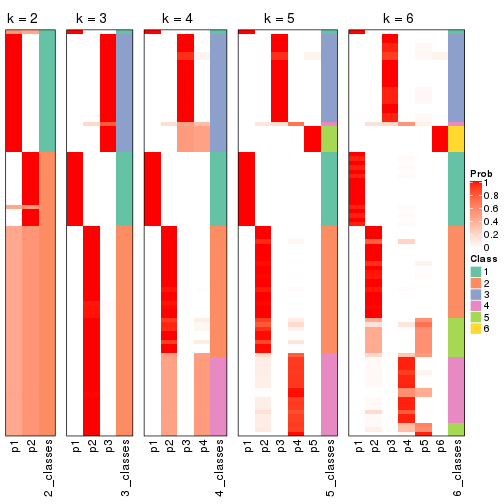 k = 2
k = 3
k = 4
k = 5
k = 6
Prob
1
0.8
0.6
0.4
0.2
0
Class
1
2
3
4
5
6
p1
p2
2_classes
p1
p2
p3
3_classes
p1
p2
p3
p4
4_classes
p1
p2
p3
p4
p5
5_classes
p1
p2
p3
p4
p5
p6
6_classes